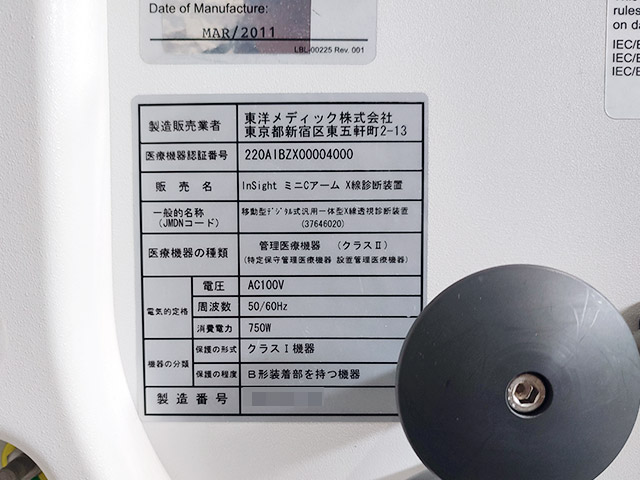 Date of Manufacture:
MAR/2011
LBL-00225 Rev. 001
rules
on da
IEC/E
IEC/E
IEC/E
製造販売業者
東洋メディック株式会社
東京都新宿区東五軒町2-13
医療機器認証番号
220AIBZX00004000
販売名
InSight ミニCアーム X線診断装置
一般的名称
(JMDNコード)
移動型デジタル式汎用一体型X線透視診断装置
(37646020)
医療機器の種類
管理医療機器 (クラスⅡ)
(特定保守管理医療機器 設置管理医療機器)
電気的定格
電圧
AC100V
周波数
50/60Hz
消費電力
750W
機器の分類
保護の形式
クラスⅠ機器
保護の程度
B形装着部を持つ機器
製造番号